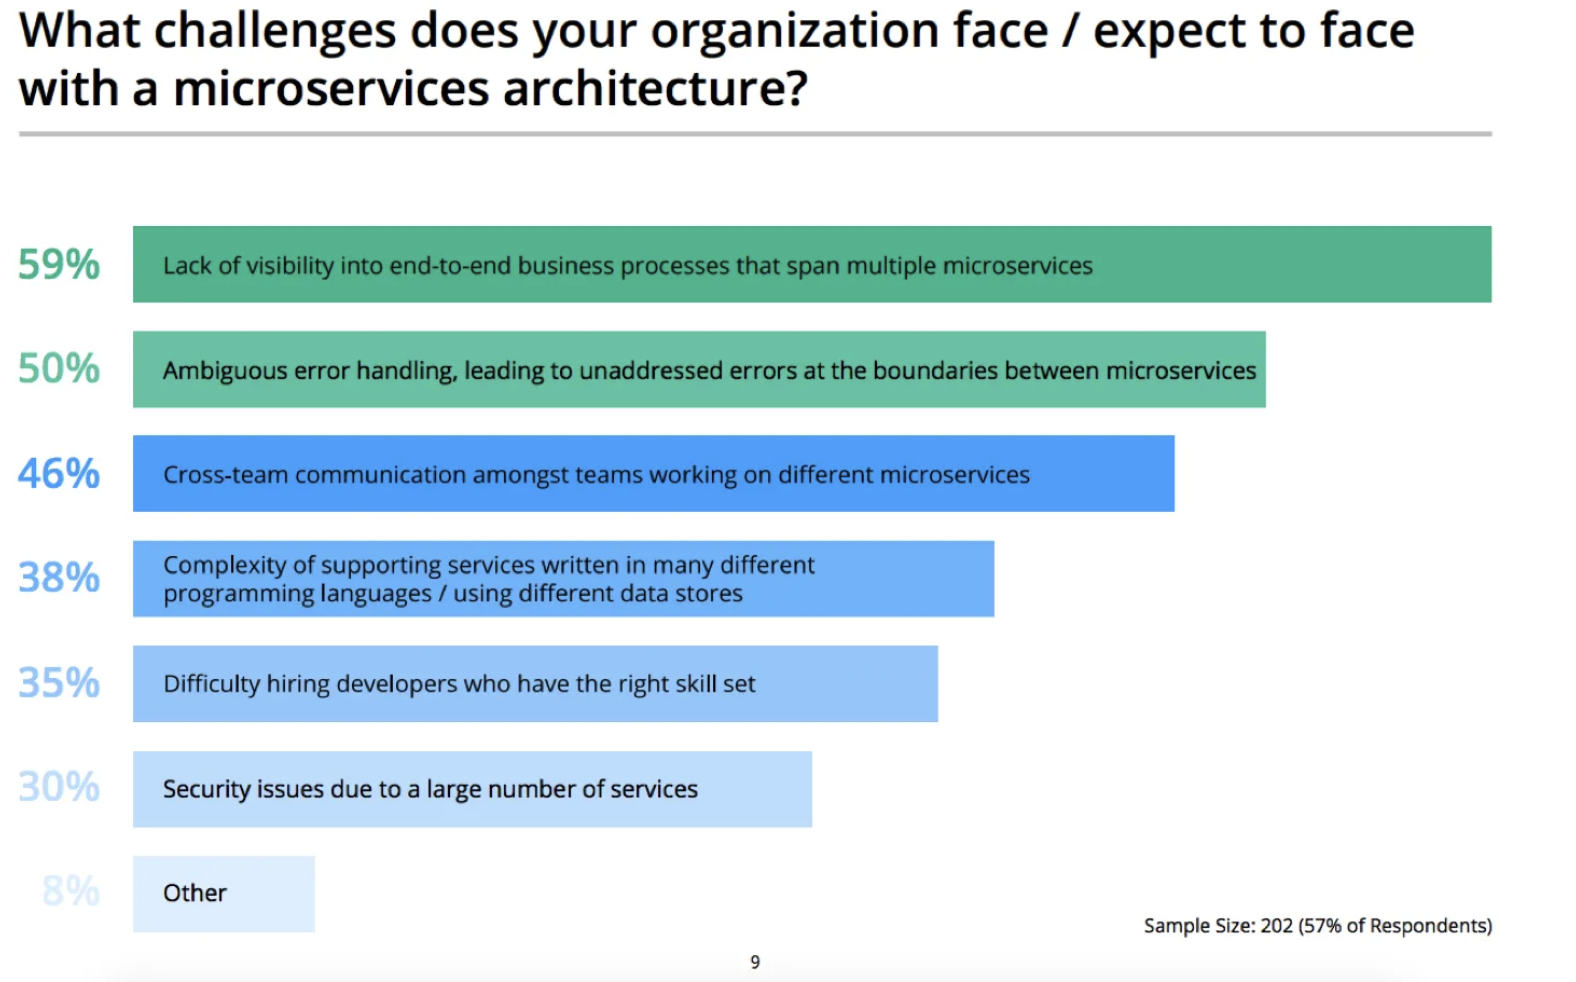 What challenges does your organization face / expect to face
with a microservices architecture?
59% Lack of visibility into end-to-end business processes that span multiple microservices
50% Ambiguous error handling, leading to unaddressed errors at the boundaries between microservices
46% Cross-team communication amongst teams working on different microservices
38% Complexity of supporting services written in many different
programming languages / using different data stores
35% Difficulty hiring developers who have the right skill set
30% Security issues due to a large number of services
8% Other
Sample Size: 202 (57% of Respondents)
9